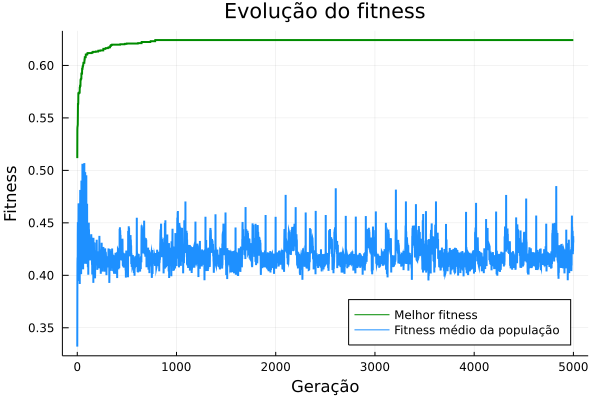 Evolução do fitness
Fitness
0.60
0.55
0.50
0.45
0.40
0.35
0
1000
2000
3000
4000
5000
Geração
Melhor fitness
Fitness médio da população